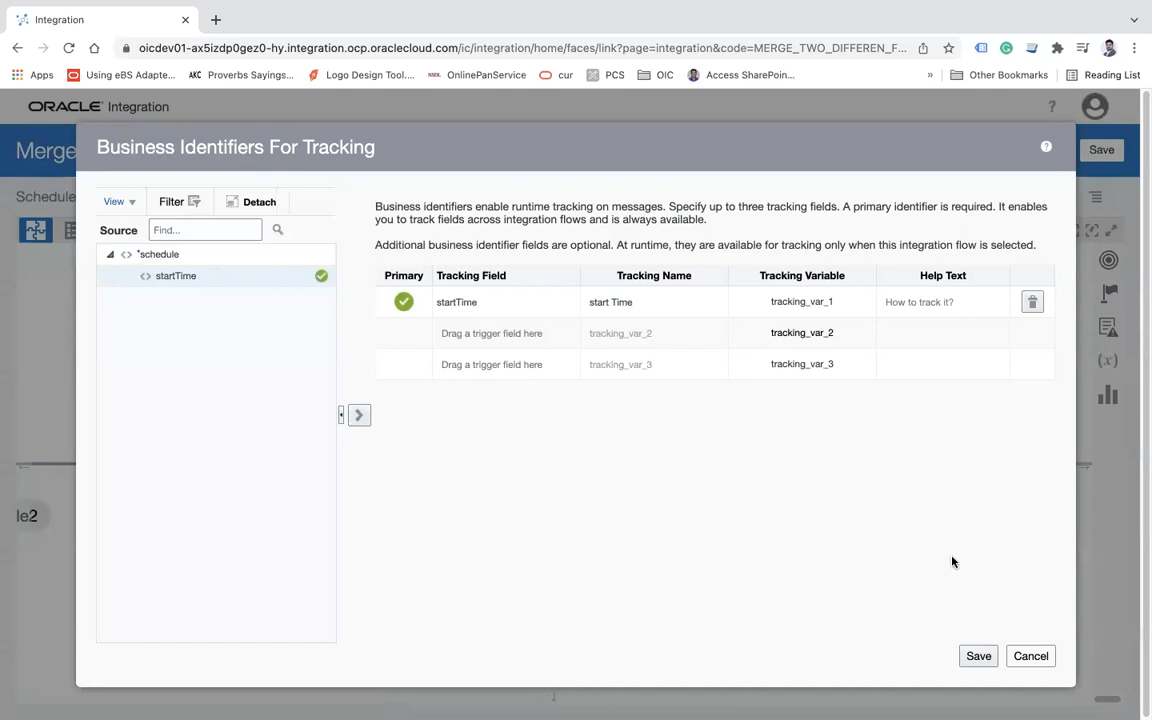 Integration
oicdev01-ax5izdp0gez0-hy.integration.ocp.oraclecloud.com/ic/integration/home/faces/link?page=integration&code=MERGE_TWO_DIFFEREN_F...
Apps
Using eBS Adapte...
AKC Proverbs Sayings...
Logo Design Tool....
OnlinePanService
cur
PCS
OIC
Access SharePoin...
»
Other Bookmarks
Reading List
ORACLE Integration
?
Merge
Save
Schedule
Business Identifiers For Tracking
?
View
Filter
Detach
Source
Find...
*schedule
startTime
Business identifiers enable runtime tracking on messages. Specify up to three tracking fields. A primary identifier is required. It enables
you to track fields across integration flows and is always available.
Additional business identifier fields are optional. At runtime, they are available for tracking only when this integration flow is selected.
Primary Tracking Field Tracking Name Tracking Variable Help Text
startTime start Time tracking_var_1 How to track it?
Drag a trigger field here tracking_var_2 tracking_var_2
Drag a trigger field here tracking_var_3 tracking_var_3
(x)
le2
Save
Cancel